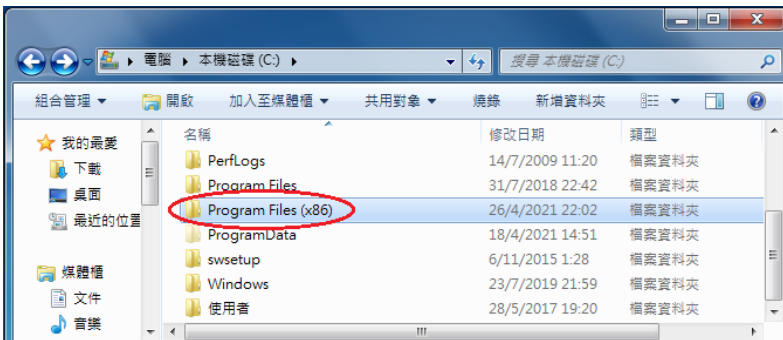 電腦 ▸ 本機磁碟 (C:) ▸
搜尋 本機磁碟 (C:)
組合管理 開啟 加入至媒體櫃 共用對象 燒錄 新增資料夾
我的最愛
下載
桌面
最近的位置
媒體櫃
文件
音樂
名稱 修改日期 類型
PerfLogs 14/7/2009 11:20 檔案資料夾
Program Files 31/7/2018 22:42 檔案資料夾
Program Files (x86) 26/4/2021 22:02 檔案資料夾
ProgramData 18/4/2021 14:51 檔案資料夾
swsetup 6/11/2015 1:28 檔案資料夾
Windows 23/7/2019 21:59 檔案資料夾
使用者 28/5/2017 19:20 檔案資料夾